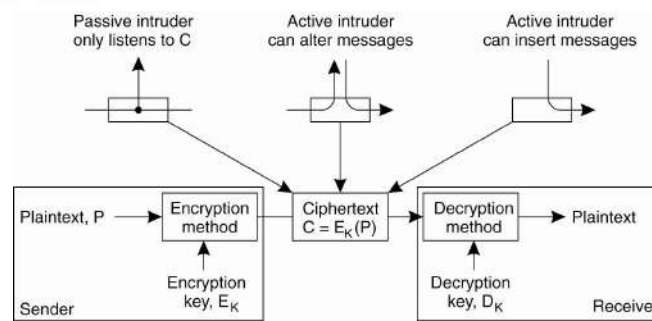 Passive intruder
only listens to C
Active intruder
can alter messages
Active intruder
can insert messages
Plaintext, P
Encryption
method
Ciphertext
C = E_K(P)
Decryption
method
Plaintext
Encryption
key, E_K
Decryption
key, D_K
Sender
Receive